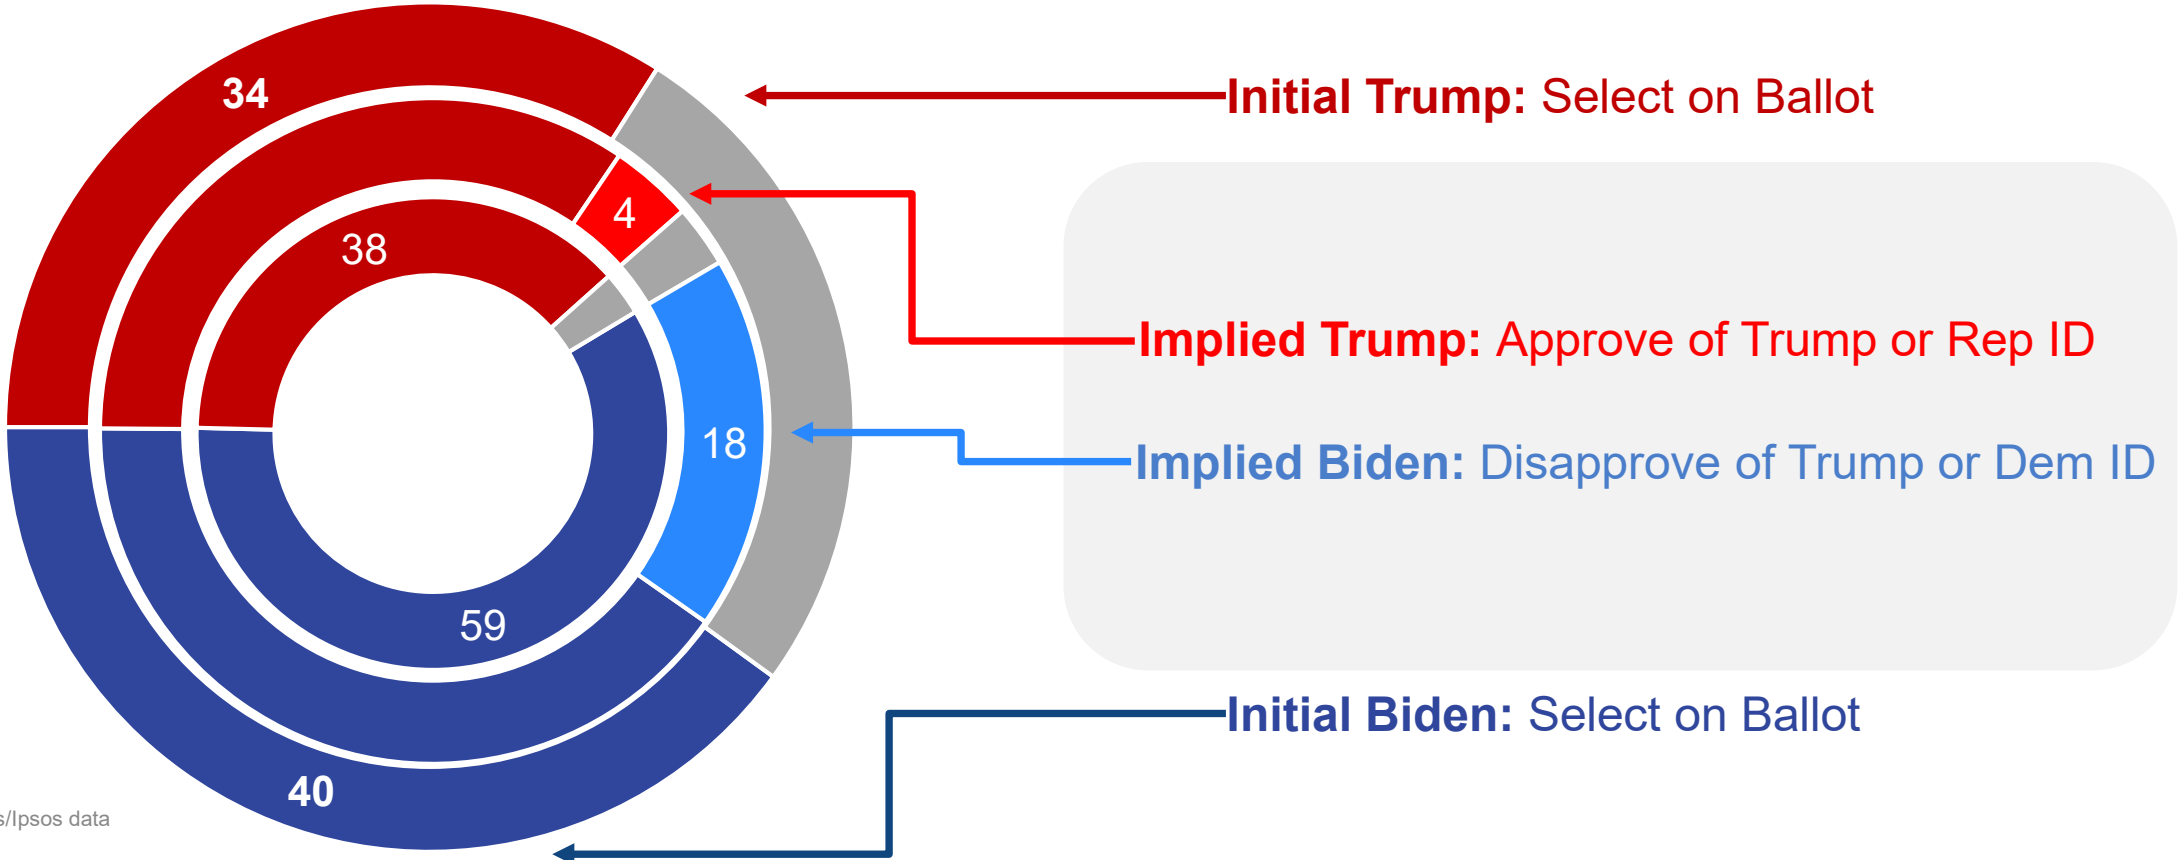 34
Initial Trump: Select on Ballot
4
38
Implied Trump: Approve of Trump or Rep ID
18
Implied Biden: Disapprove of Trump or Dem ID
59
Initial Biden: Select on Ballot
40
s/Ipsos data